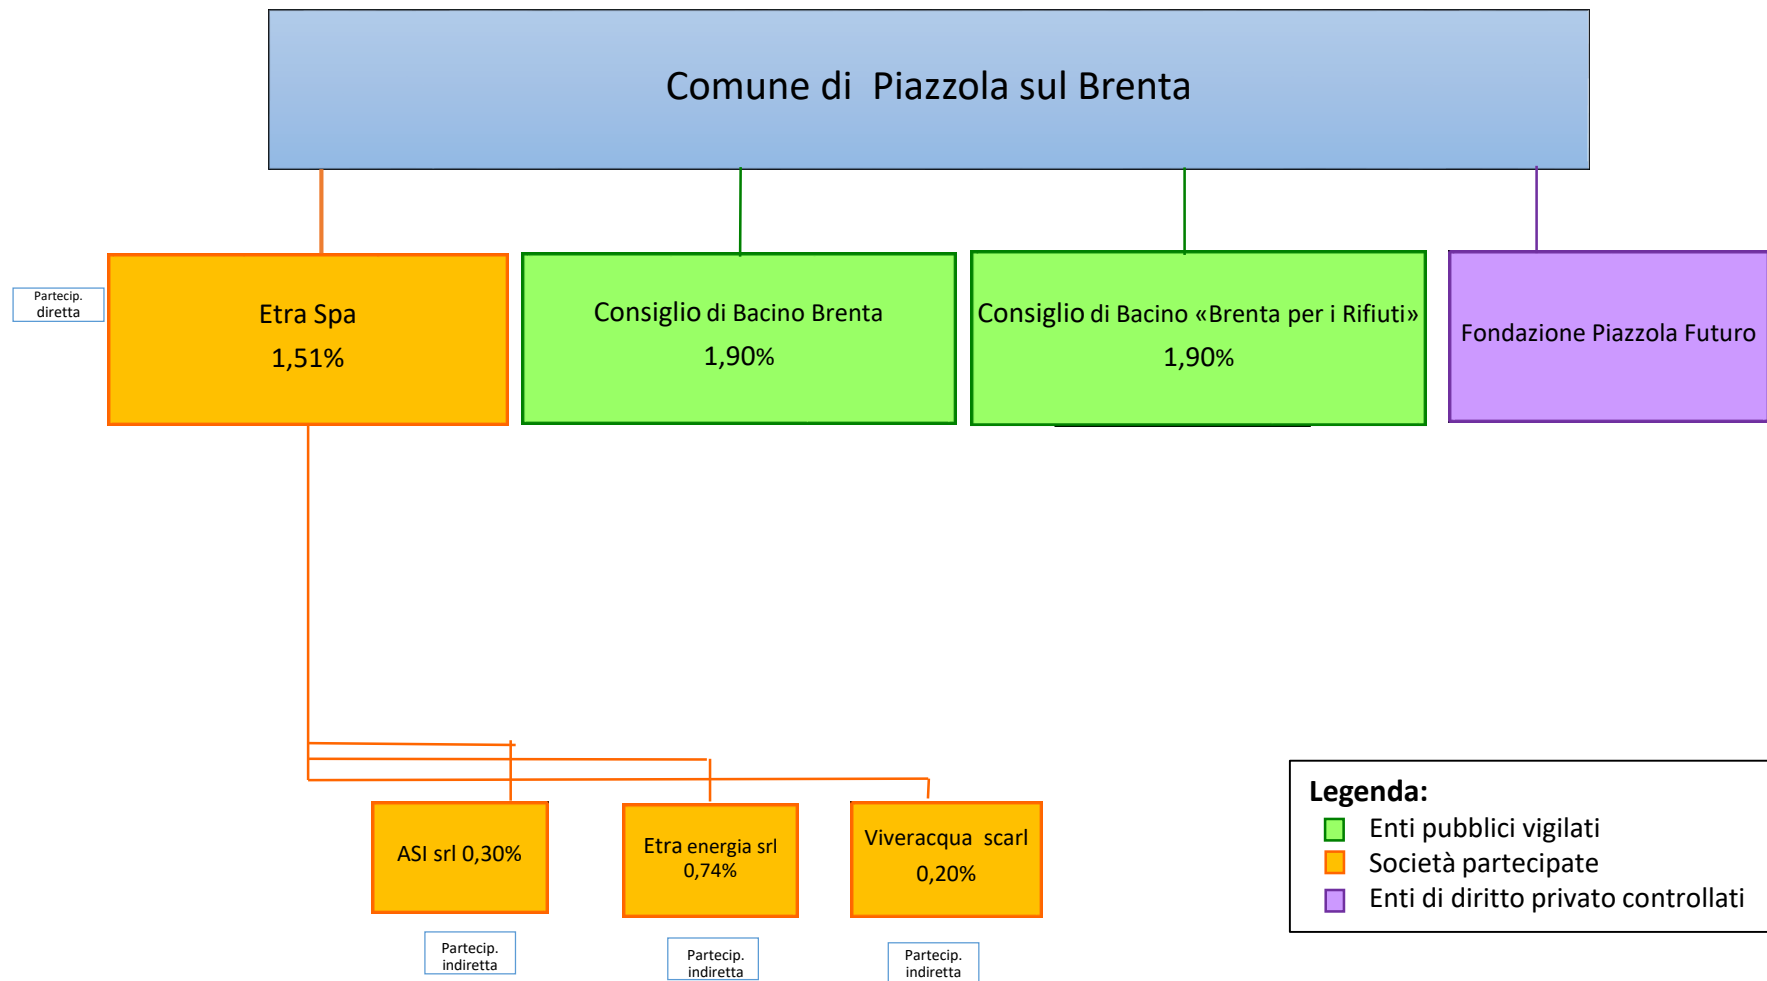 Comune di Piazzola sul Brenta
Partecip.
diretta
Etra Spa
1,51%
Consiglio di Bacino Brenta
1,90%
Consiglio di Bacino «Brenta per i Rifiuti»
1,90%
Fondazione Piazzola Futuro
ASI srl 0,30%
Etra energia srl
0,74%
Viveracqua scarl
0,20%
Partecip.
indiretta
Partecip.
indiretta
Partecip.
indiretta
Legenda:
Enti pubblici vigilati
Società partecipate
Enti di diritto privato controllati